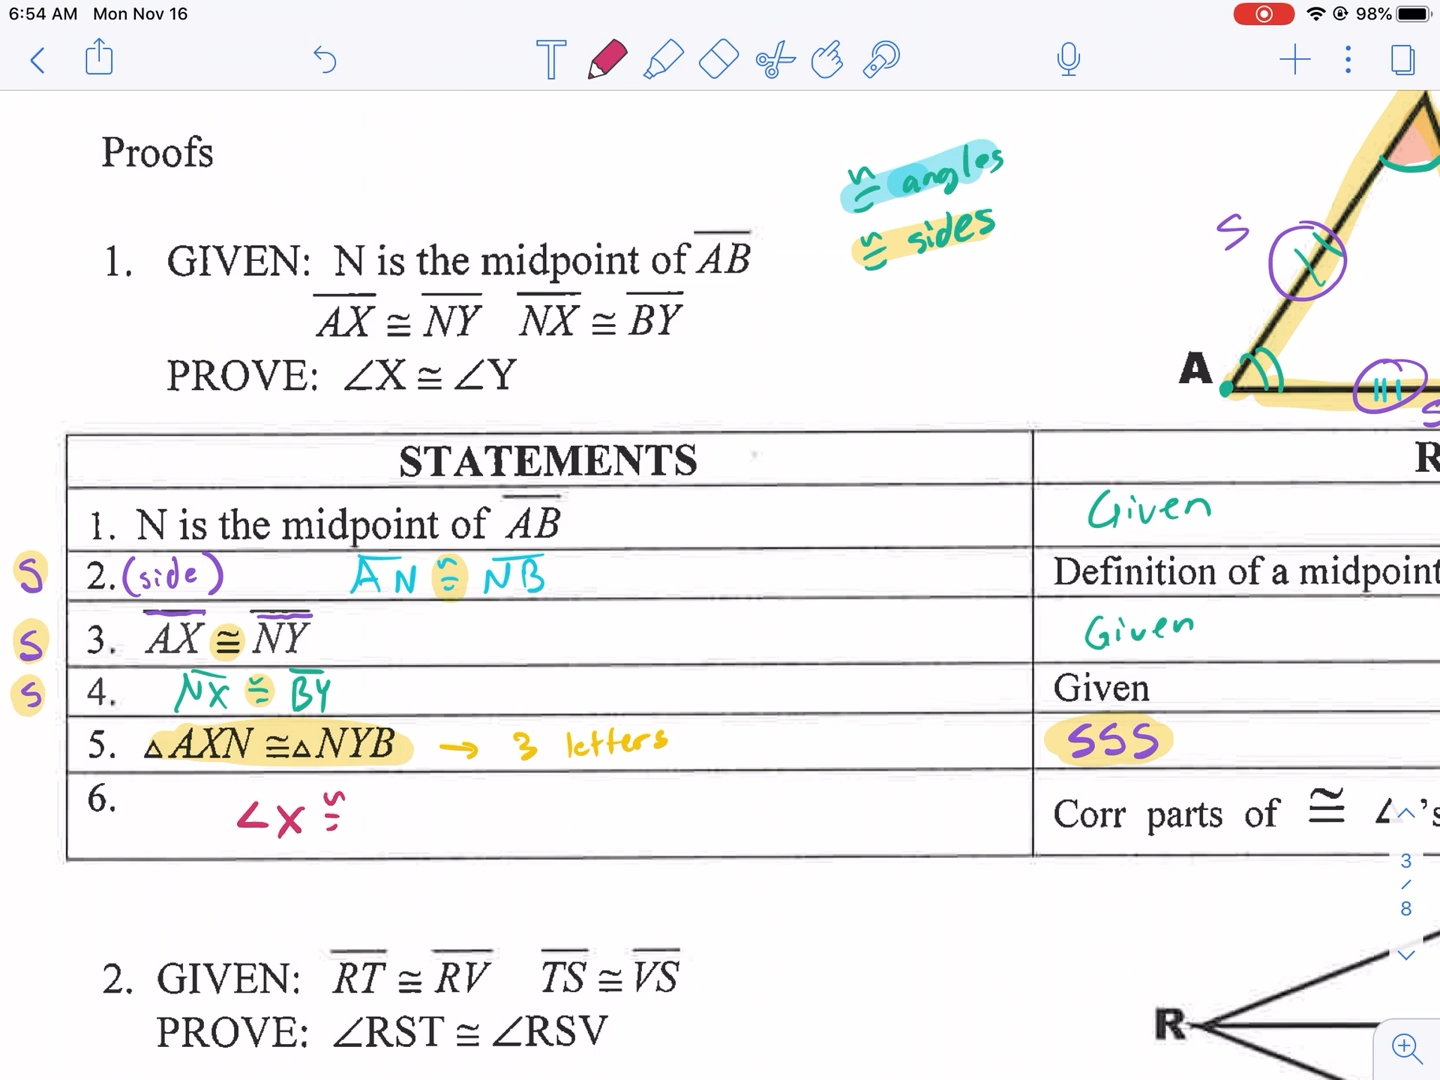 6:54 AM Mon Nov 16
98%
T
Proofs
≅ angles
≅ sides
1. GIVEN: N is the midpoint of AB
AX ≅ NY NX ≅ BY
PROVE: ∠X ≅ ∠Y
S
A
S
STATEMENTS
R
1. N is the midpoint of AB
Given
S 2. (side) AN ≅ NB
Definition of a midpoint
S 3. AX ≅ NY
Given
S 4. NX ≅ BY
Given
5. △AXN ≅ △NYB → 3 letters
SSS
6. ∠X ≅
Corr parts of ≅ ∠'s
3
/
8
2. GIVEN: RT ≅ RV TS ≅ VS
PROVE: ∠RST ≅ ∠RSV
R